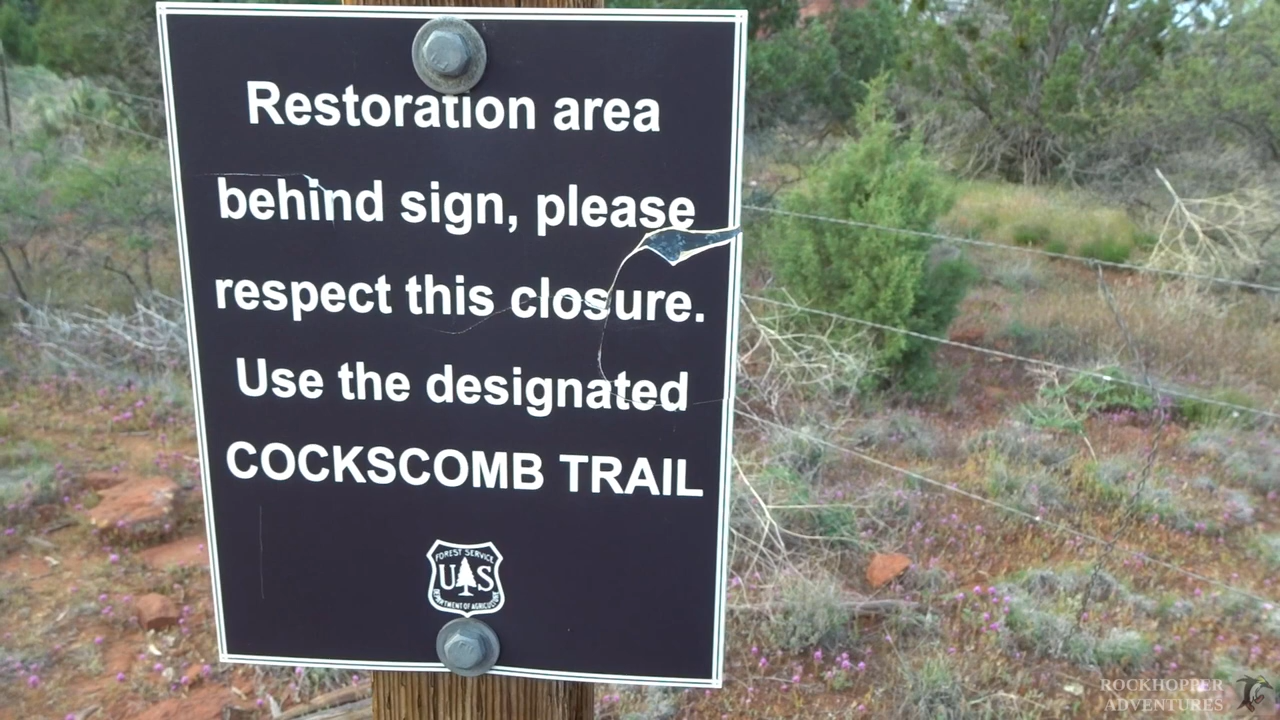 Restoration area
behind sign, please
respect this closure.
Use the designated
COCKSCOMB TRAIL
FOREST SERVICE
U S
DEPARTMENT OF AGRICULTURE
ROCKHOPPER
ADVENTURES